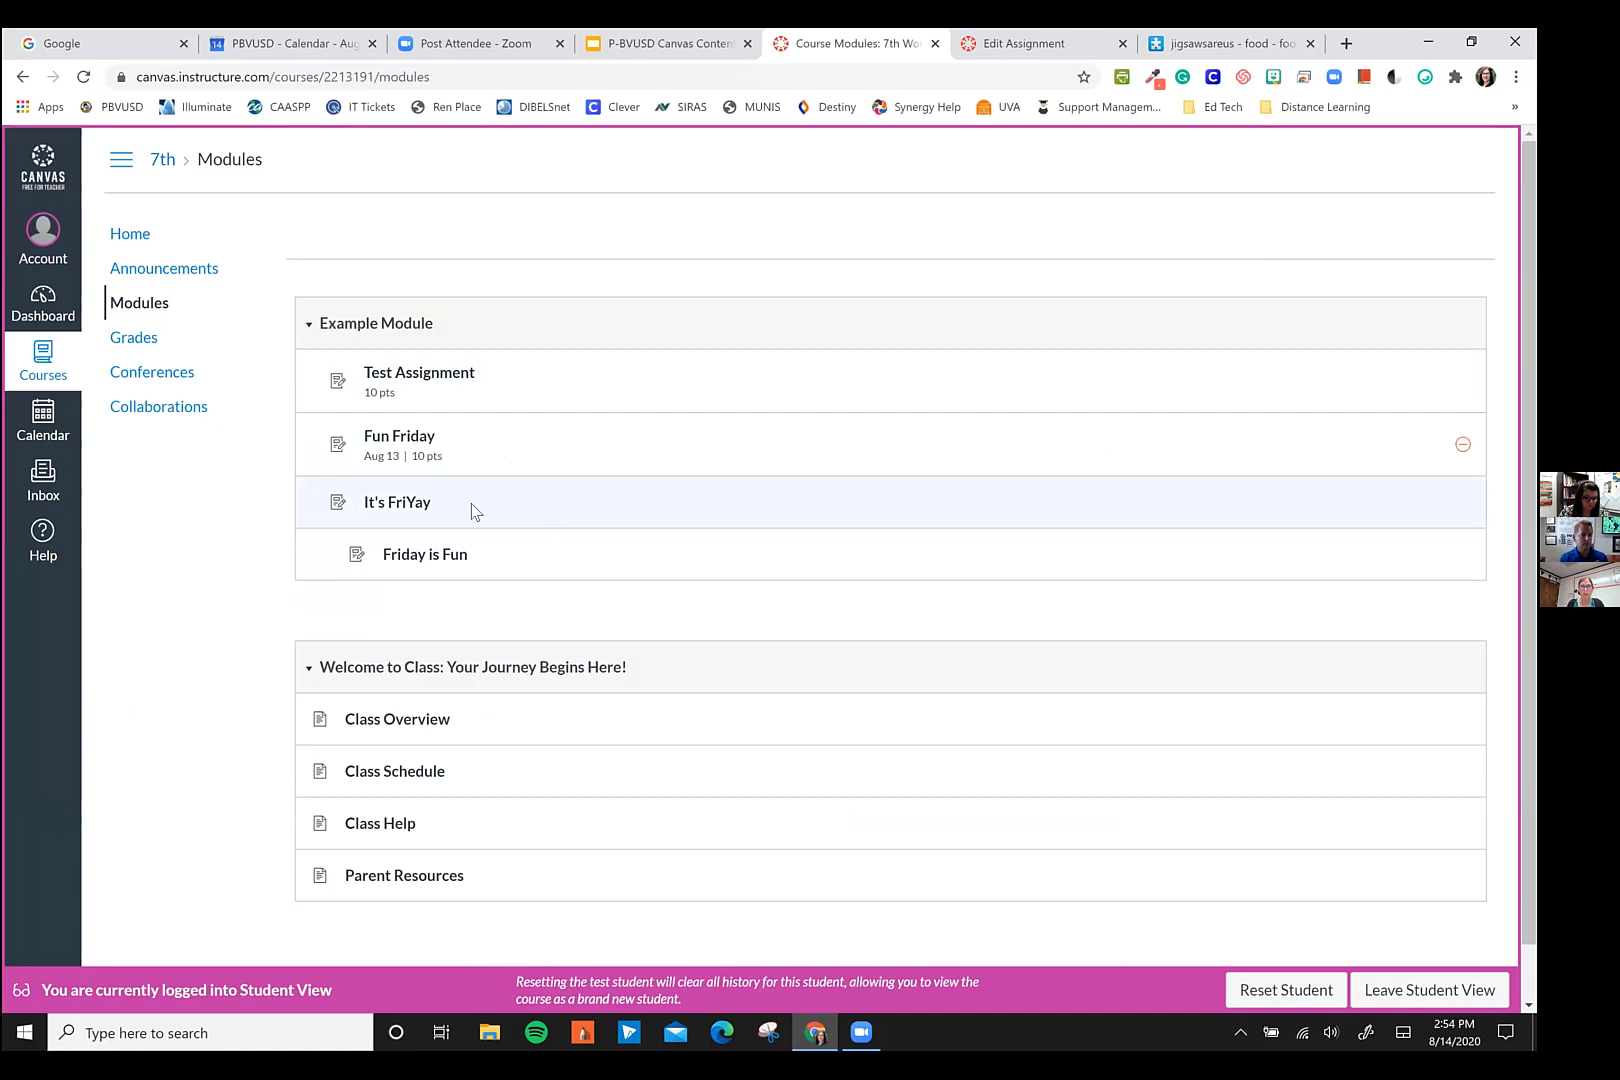 Google
14
PBVUSD - Calendar - Aug
Post Attendee - Zoom
P-BVUSD Canvas Conten
Course Modules: 7th Wo
Edit Assignment
jigsawsareus - food - foo
canvas.instructure.com/courses/2213191/modules
Apps
PBVUSD
Illuminate
CAASPP
IT Tickets
Ren Place
DIBELSnet
Clever
SIRAS
MUNIS
Destiny
Synergy Help
UVA
Support Managem...
Ed Tech
Distance Learning
»
CANVAS
FREE FOR TEACHER
Account
Dashboard
Courses
Calendar
Inbox
Help
7th › Modules
Home
Announcements
Modules
Grades
Conferences
Collaborations
Example Module
Test Assignment
10 pts
Fun Friday
Aug 13 | 10 pts
It's FriYay
Friday is Fun
Welcome to Class: Your Journey Begins Here!
Class Overview
Class Schedule
Class Help
Parent Resources
You are currently logged into Student View
Resetting the test student will clear all history for this student, allowing you to view the
course as a brand new student.
Reset Student
Leave Student View
Type here to search
2:54 PM
8/14/2020